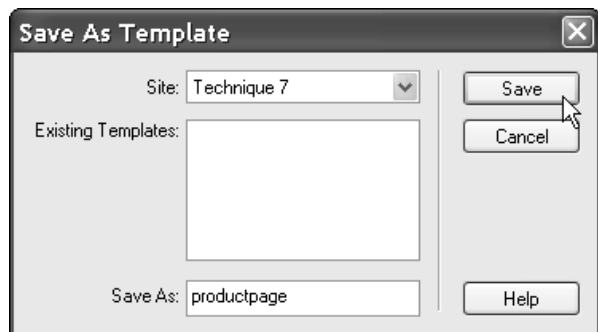 Save As Template
Site: Technique 7
Save
Existing Templates:
Cancel
Save As: productpage
Help